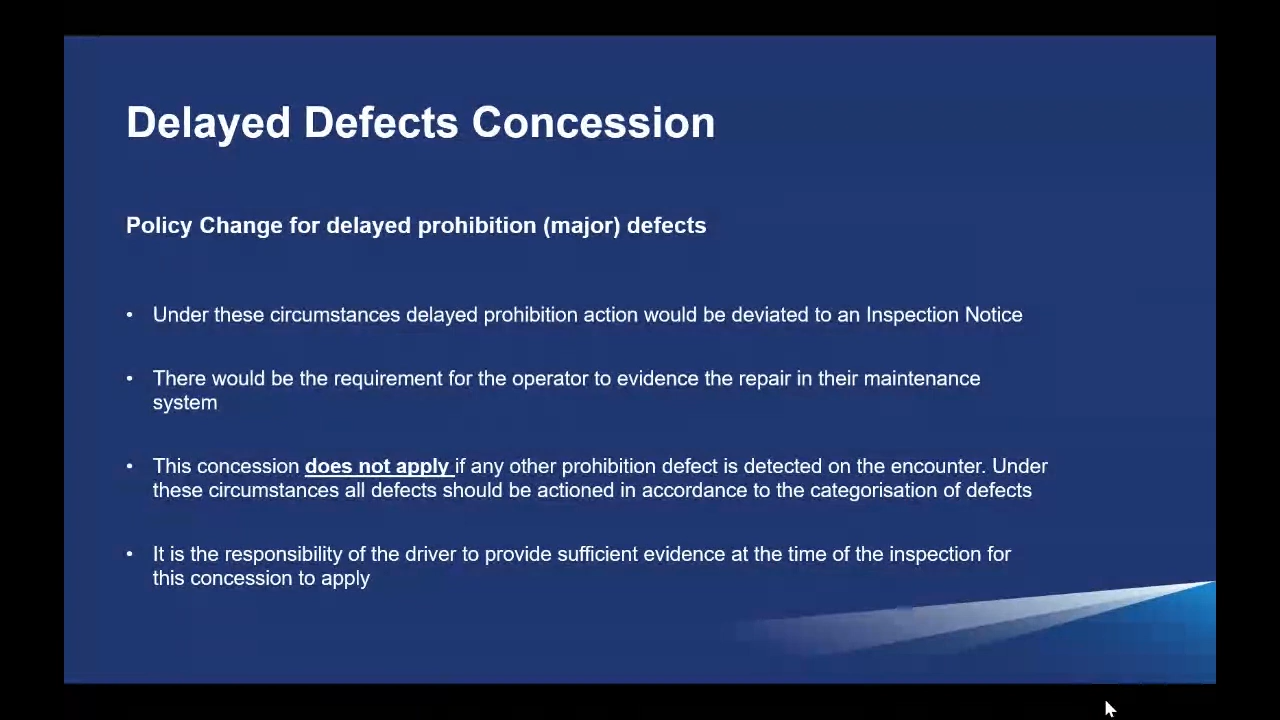 Delayed Defects Concession
Policy Change for delayed prohibition (major) defects
• Under these circumstances delayed prohibition action would be deviated to an Inspection Notice
• There would be the requirement for the operator to evidence the repair in their maintenance
system
• This concession does not apply if any other prohibition defect is detected on the encounter. Under
these circumstances all defects should be actioned in accordance to the categorisation of defects
• It is the responsibility of the driver to provide sufficient evidence at the time of the inspection for
this concession to apply